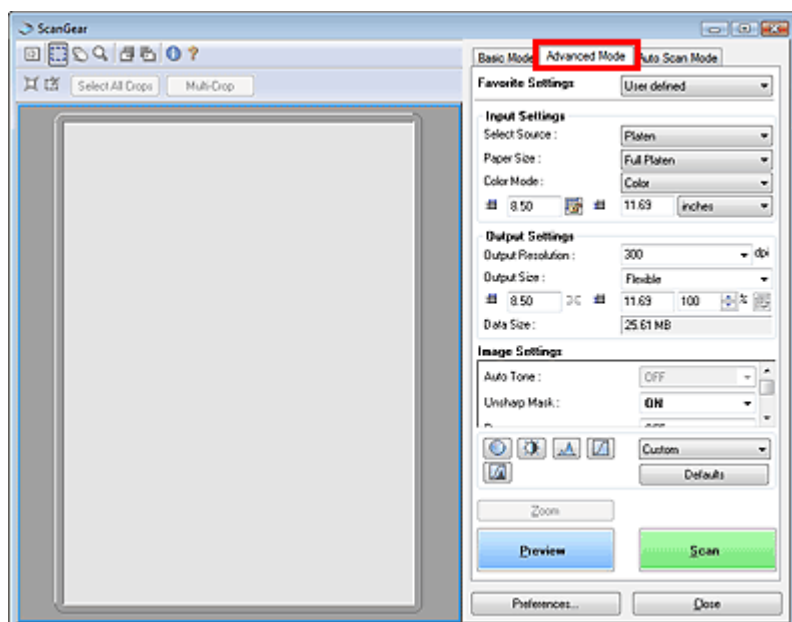 ScanGear
Basic Mode Advanced Mode Auto Scan Mode
Select All Crops Multi-Crop
Favorite Settings User defined
Input Settings
Select Source : Platen
Paper Size : Full Platen
Color Mode : Color
8.50 11.69 inches
Output Settings
Output Resolution : 300 dpi
Output Size : Flexible
8.50 11.69 100 %
Data Size : 25.61 MB
Image Settings
Auto Tone : OFF
Unsharp Mask : ON
Custom
Defaults
Zoom
Preview Scan
Preferences... Close